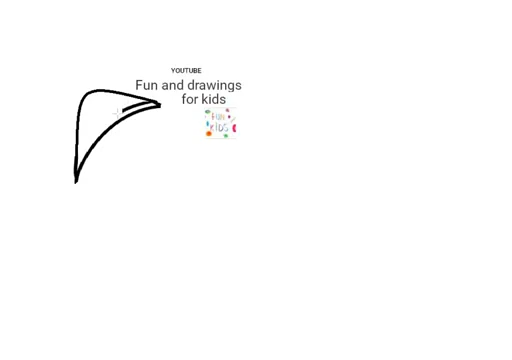 YOUTUBE
Fun and drawings
for kids
FUN
KIDS